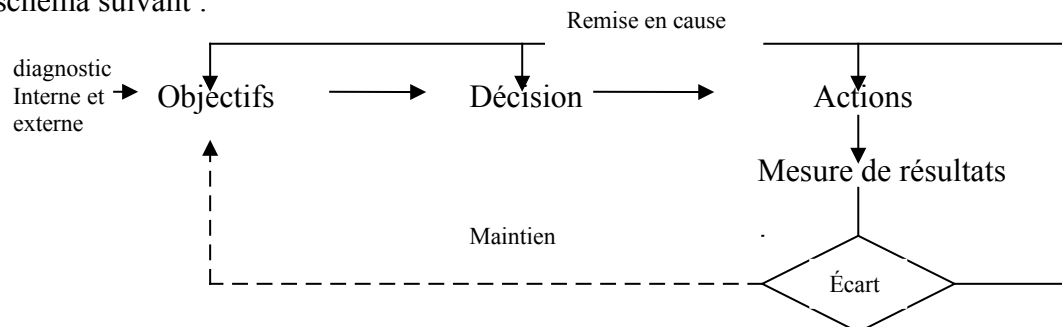 schéma suivant :
Remise en cause
diagnostic
Interne et
externe
Objectifs
Décision
Actions
Mesure de résultats
Maintien
Écart